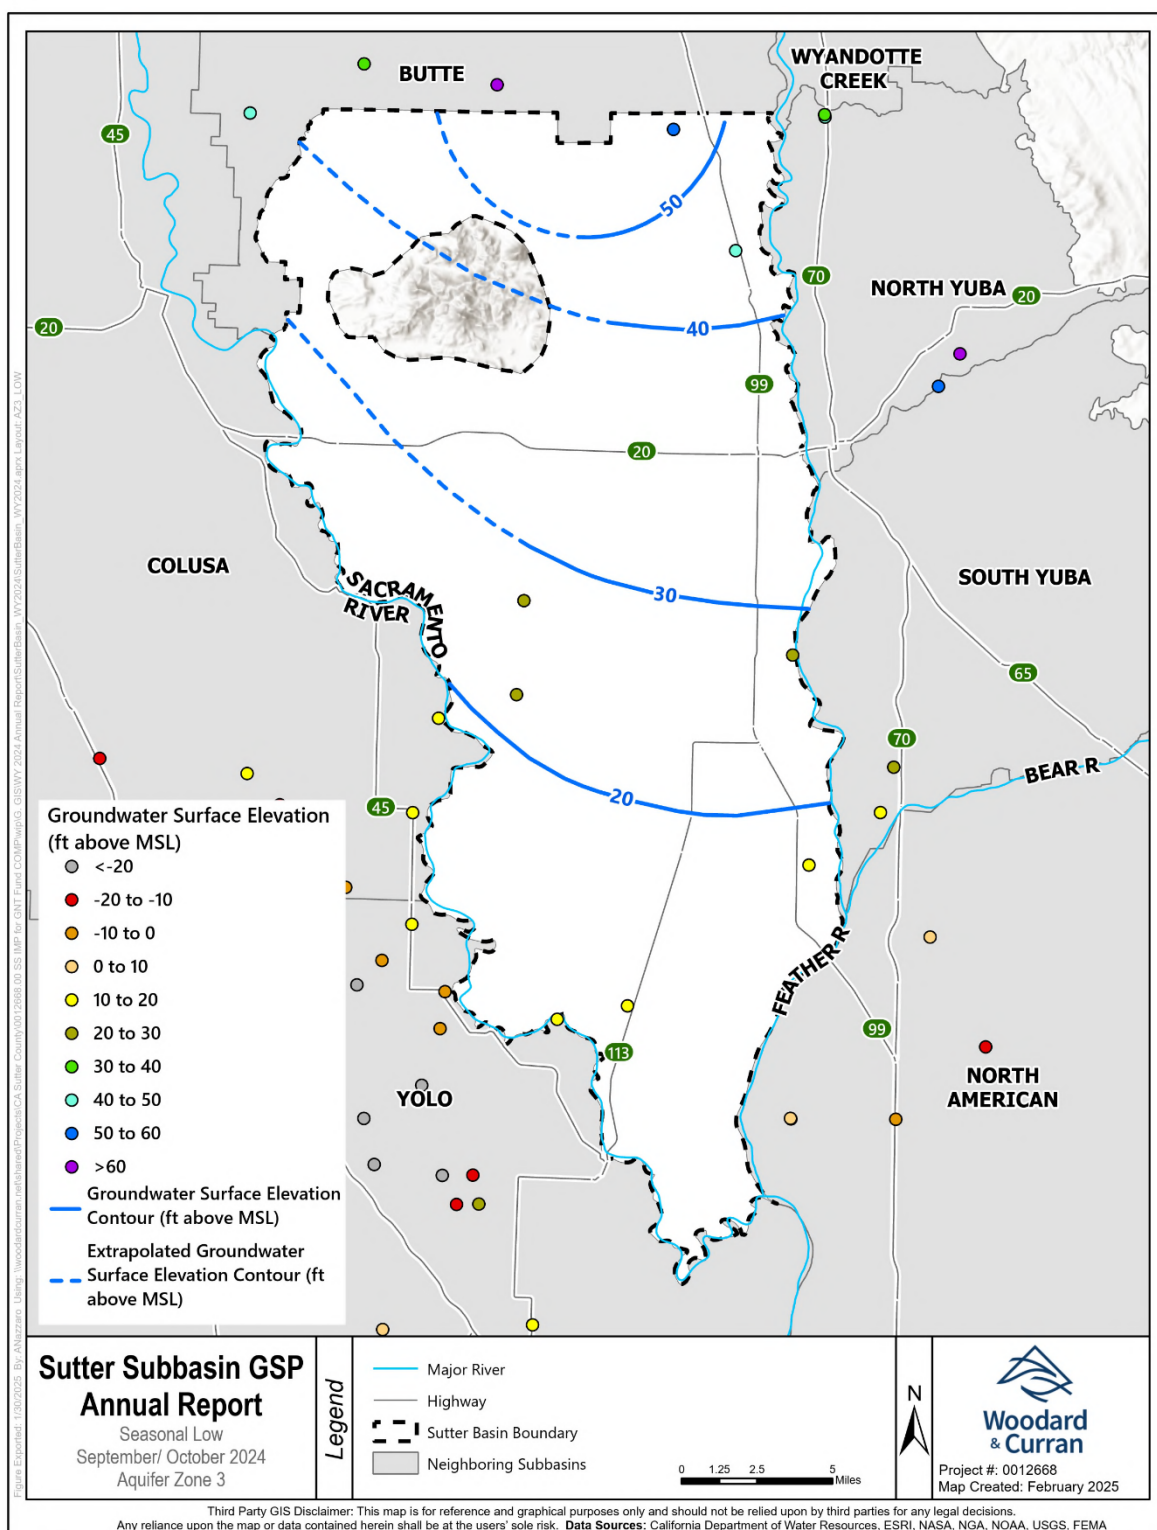 BUTTE
WYANDOTTE
CREEK
45
50
70
NORTH YUBA
20
20
40
99
20
COLUSA
SACRAMENTO
RIVER
30
SOUTH YUBA
65
70
BEAR R
20
45
FEATHER R
99
113
YOLO
NORTH
AMERICAN
Groundwater Surface Elevation
(ft above MSL)
<-20
-20 to -10
-10 to 0
0 to 10
10 to 20
20 to 30
30 to 40
40 to 50
50 to 60
>60
Groundwater Surface Elevation
Contour (ft above MSL)
Extrapolated Groundwater
Surface Elevation Contour (ft
above MSL)
Sutter Subbasin GSP
Annual Report
Seasonal Low
September/ October 2024
Aquifer Zone 3
Legend
Major River
Highway
Sutter Basin Boundary
Neighboring Subbasins
0 1.25 2.5 5
Miles
N
Woodard
& Curran
Project #: 0012668
Map Created: February 2025
Third Party GIS Disclaimer: This map is for reference and graphical purposes only and should not be relied upon by third parties for any legal decisions.
Any reliance upon the map or data contained herein shall be at the users' sole risk. Data Sources: California Department of Water Resources, ESRI, NASA, NGA, NOAA, USGS, FEMA